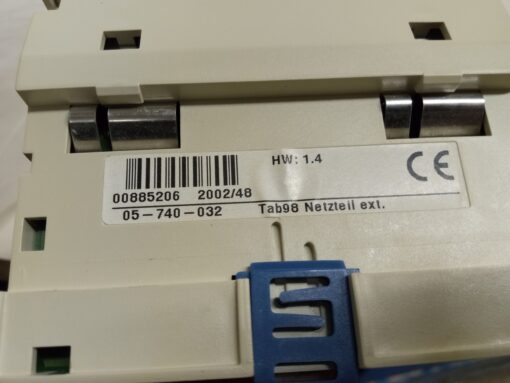 HW: 1.4
CE
00885206 2002/48
05-740-032 Tab98 Netzteil ext.